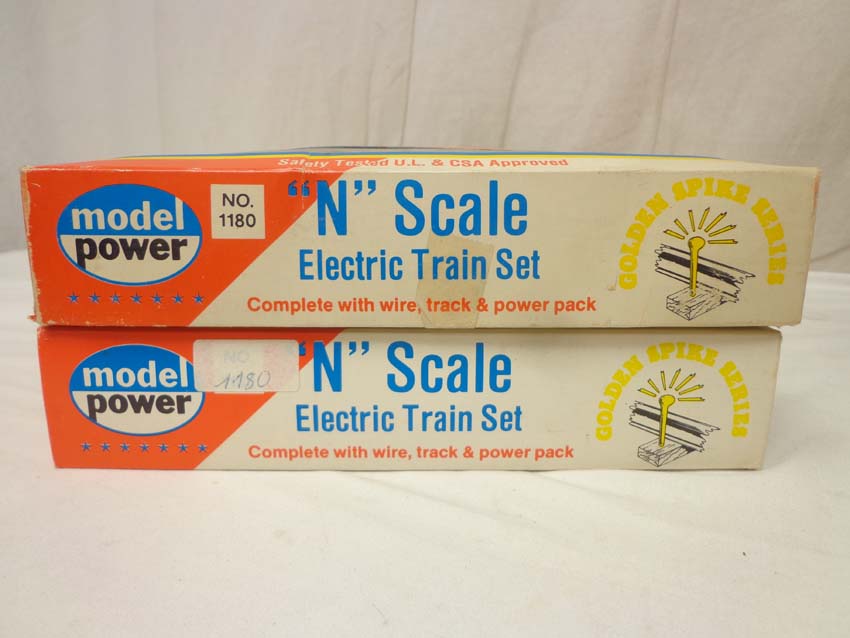 Safety Tested U.L. & CSA Approved
model
power
NO.
1180
"N" Scale
Electric Train Set
Complete with wire, track & power pack
GOLDEN SPIKE SERIES
model
power
NO
1180
"N" Scale
Electric Train Set
Complete with wire, track & power pack
GOLDEN SPIKE SERIES